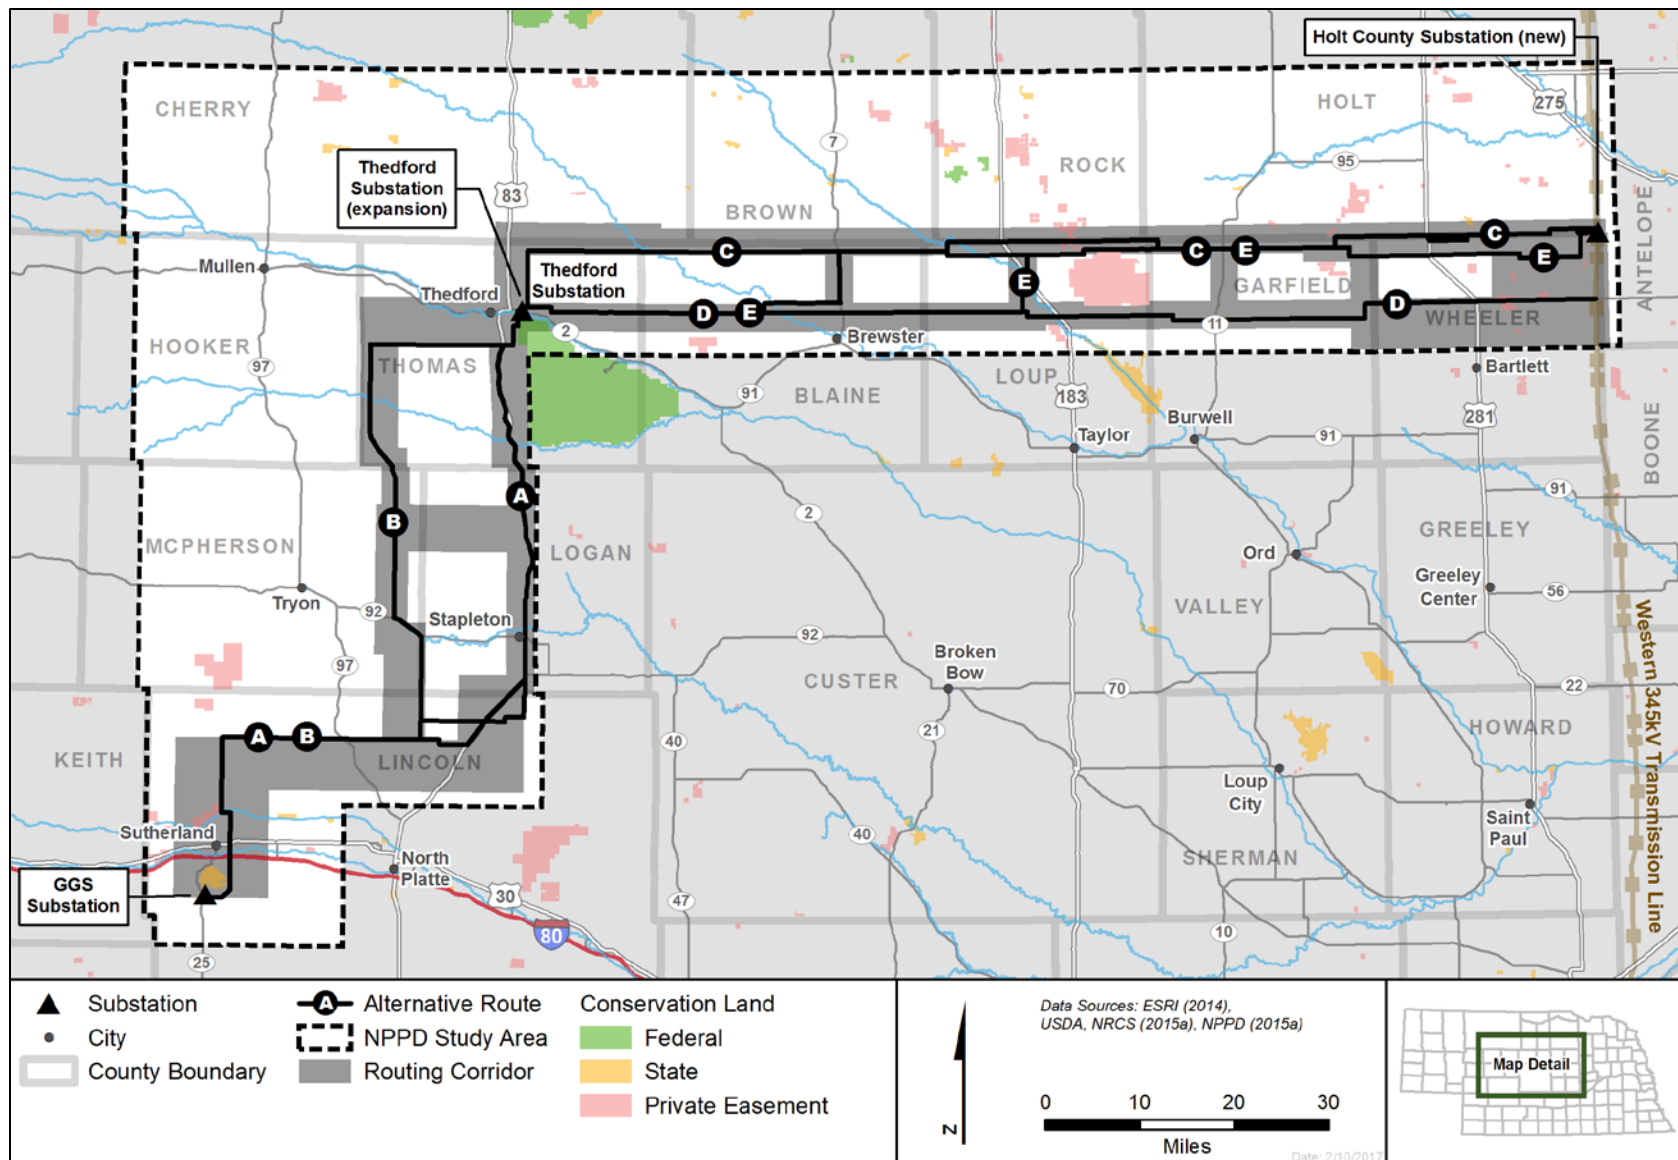 Holt County Substation (new)
275
CHERRY
HOLT
7
95
ROCK
Thedford
Substation
(expansion)
83
BROWN
ANTELOPE
C
C
E
C
E
Mullen
Thedford
Substation
E
GARFIELD
Thedford
D
E
D
WHEELER
2
11
Brewster
HOOKER
97
THOMAS
BLAINE
LOUP
91
183
Bartlett
Burwell
281
BOONE
Taylor
91
A
91
B
2
MCPHERSON
LOGAN
GREELEY
Ord
Greeley
Center
56
Tryon
92
Stapleton
VALLEY
92
97
Broken
Bow
CUSTER
70
22
Western 345kV Transmission Line
A
B
KEITH
LINCOLN
40
21
HOWARD
Loup
City
Saint
Paul
Sutherland
40
North
Platte
SHERMAN
GGS
Substation
30
47
80
10
25
Substation
City
County Boundary
A
Alternative Route
NPPD Study Area
Routing Corridor
Conservation Land
Federal
State
Private Easement
N
Data Sources: ESRI (2014),
USDA, NRCS (2015a), NPPD (2015a)
0 10 20 30
Miles
Map Detail
Date: 2/10/2017